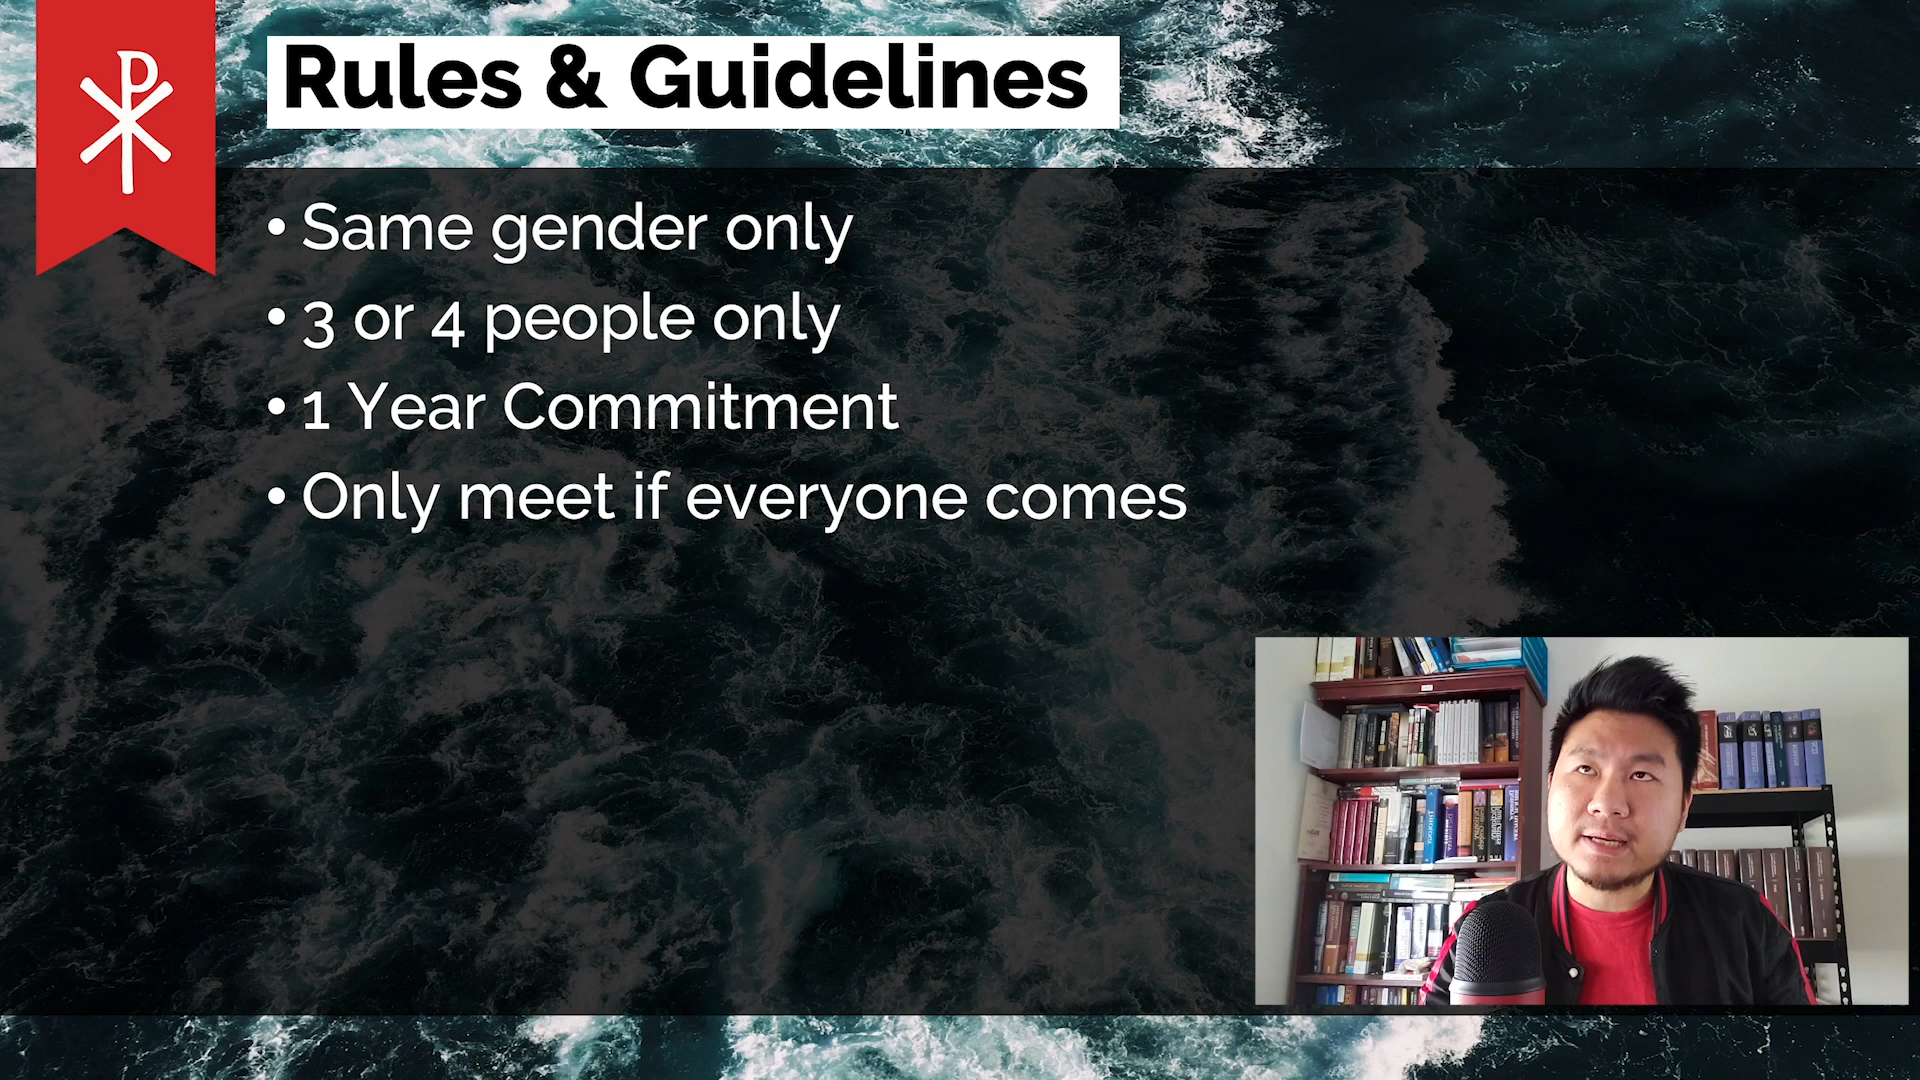 Rules & Guidelines
• Same gender only
• 3 or 4 people only
• 1 Year Commitment
• Only meet if everyone comes